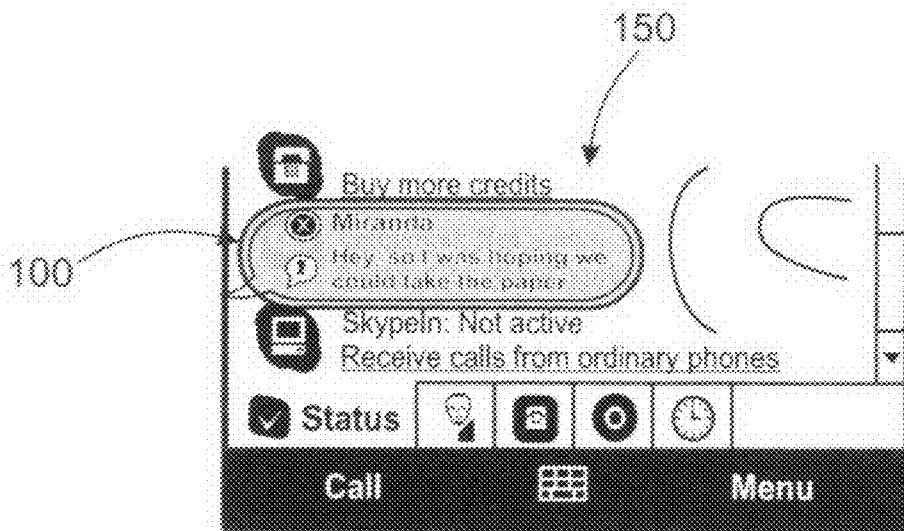 150
Buy more credits
Miranda
100
Hey, so I was hoping we
could take the paper
SkypeIn: Not active
Receive calls from ordinary phones
Status
Call Menu